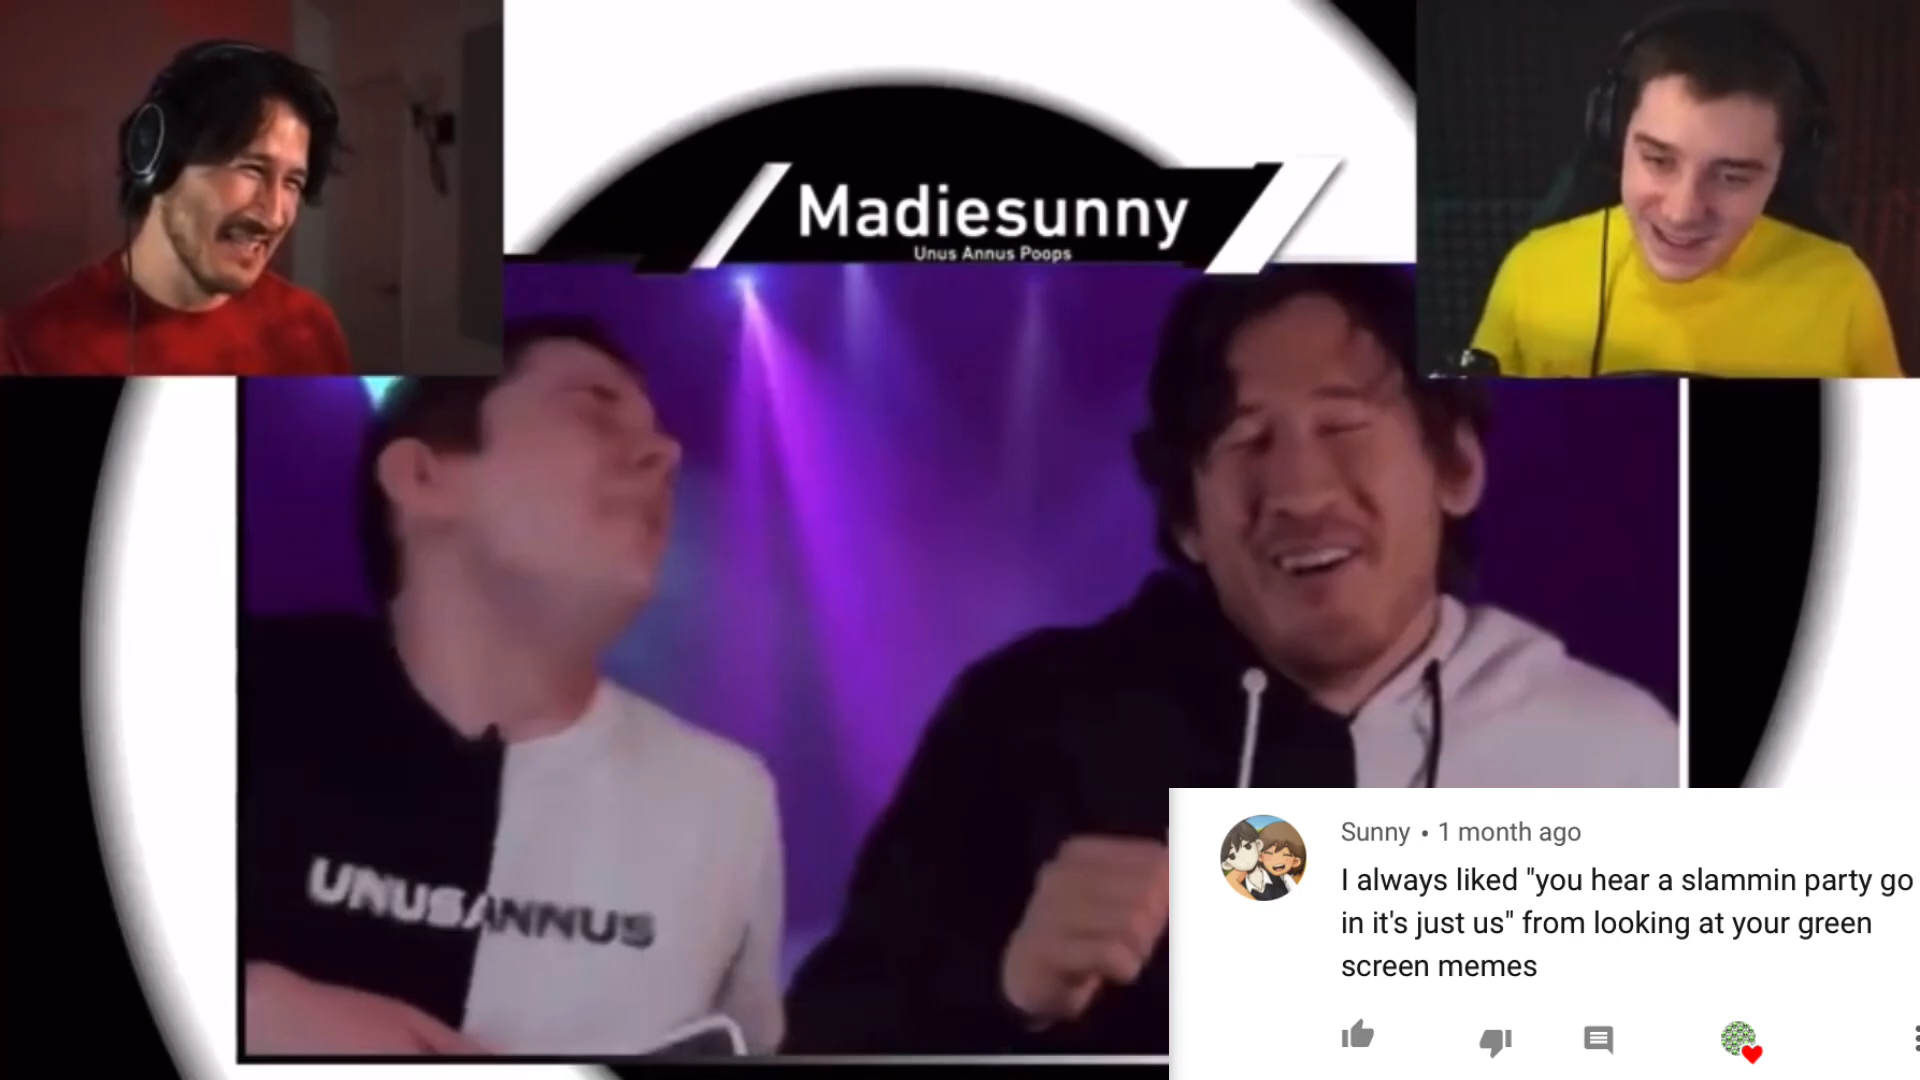 Madiesunny
Unus Annus Poops
UNUSANNUS
Sunny • 1 month ago
I always liked "you hear a slammin party go
in it's just us" from looking at your green
screen memes